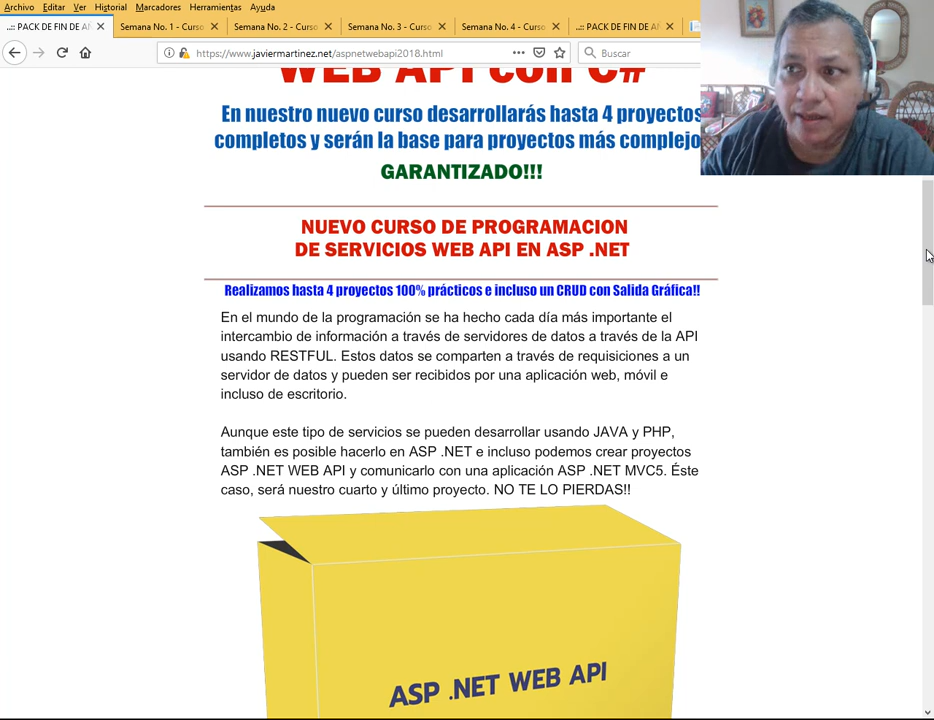 Archivo Editar Ver Historial Marcadores Herramientas Ayuda
..:: PACK DE FIN DE A
Semana No. 1 - Curso
Semana No. 2 - Curso
Semana No. 3 - Curso
Semana No. 4 - Curso
..:: PACK DE FIN DE A
https://www.javiermartinez.net/aspnetwebapi2018.html
Buscar
WEB API con C#
En nuestro nuevo curso desarrollarás hasta 4 proyectos
completos y serán la base para proyectos más complejo
GARANTIZADO!!!
NUEVO CURSO DE PROGRAMACION
DE SERVICIOS WEB API EN ASP .NET
Realizamos hasta 4 proyectos 100% prácticos e incluso un CRUD con Salida Gráfica!!
En el mundo de la programación se ha hecho cada día más importante el
intercambio de información a través de servidores de datos a través de la API
usando RESTFUL. Estos datos se comparten a través de requisiciones a un
servidor de datos y pueden ser recibidos por una aplicación web, móvil e
incluso de escritorio.
Aunque este tipo de servicios se pueden desarrollar usando JAVA y PHP,
también es posible hacerlo en ASP .NET e incluso podemos crear proyectos
ASP .NET WEB API y comunicarlo con una aplicación ASP .NET MVC5. Éste
caso, será nuestro cuarto y último proyecto. NO TE LO PIERDAS!!
ASP .NET WEB API